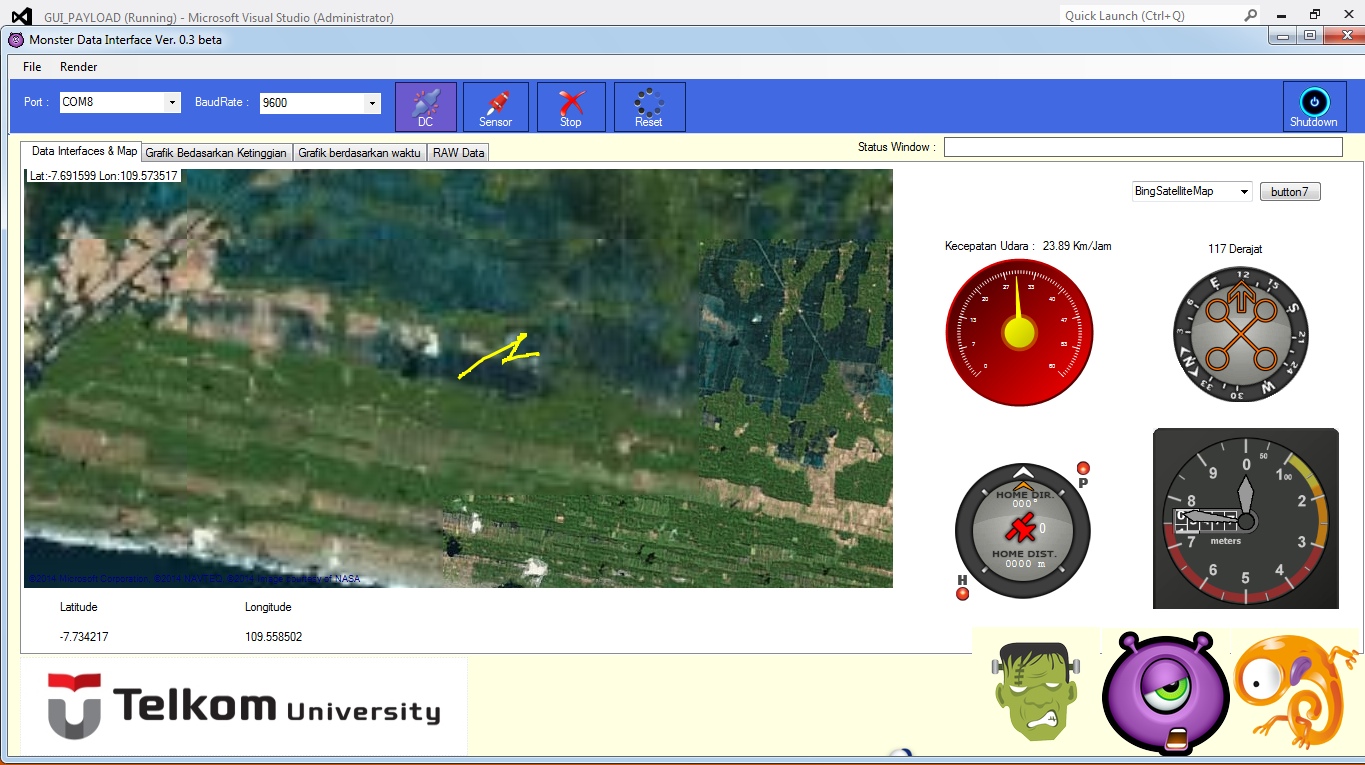 GUI_PAYLOAD (Running) - Microsoft Visual Studio (Administrator)
Quick Launch (Ctrl+Q)
Monster Data Interface Ver. 0.3 beta
File Render
Port : COM8 BaudRate : 9600 DC Sensor Stop Reset Shutdown
Data Interfaces & Map Grafik Bedasarkan Ketinggian Grafik berdasarkan waktu RAW Data Status Window :
Lat:-7.691599 Lon:109.573517
BingSatelliteMap button7
Kecepatan Udara : 23.89 Km/Jam
117 Derajat
0 7 13 20 27 33 40 47 53 60
12 15 S 21 24 W 30 33 N 3 6 E
HOME DIR.
000°
0
HOME DIST.
0000 m
P
H
0 50 100 2 3 4 5 6 7 8 9
meters
©2014 Microsoft Corporation, ©2014 NAVTEQ, ©2014 Image courtesy of NASA
Latitude Longitude
-7.734217 109.558502
Telkom University